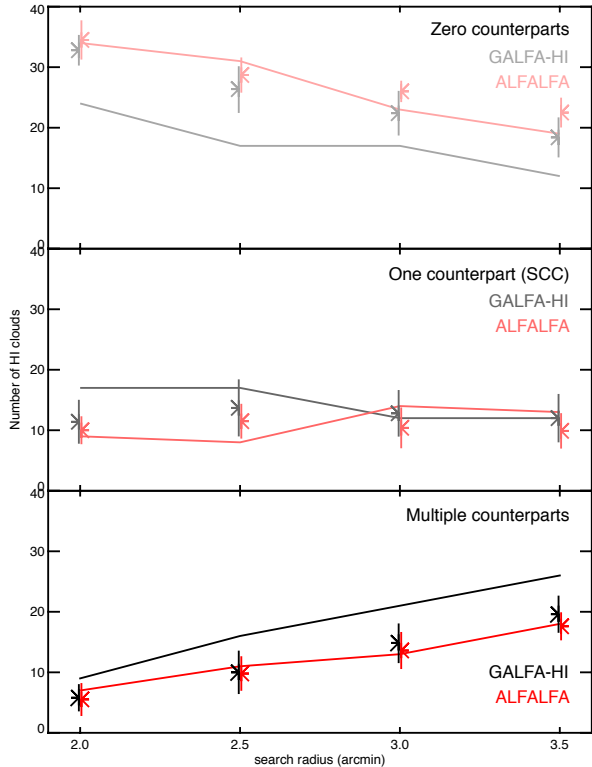 40
Zero counterparts
GALFA-HI
ALFALFA
30
20
10
0
40
One counterpart (SCC)
GALFA-HI
ALFALFA
30
20
10
0
Number of HI clouds
40
Multiple counterparts
30
20
10
GALFA-HI
ALFALFA
0
2.0 2.5 3.0 3.5
search radius (arcmin)